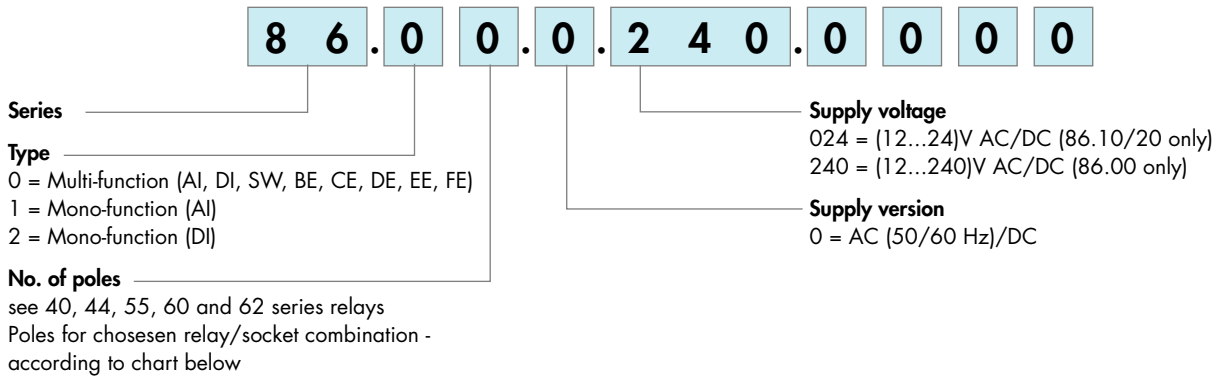 8 6 . 0 0 . 0 . 2 4 0 . 0 0 0 0
Series
Type
0 = Multi-function (AI, DI, SW, BE, CE, DE, EE, FE)
1 = Mono-function (AI)
2 = Mono-function (DI)
No. of poles
see 40, 44, 55, 60 and 62 series relays
Poles for chosesen relay/socket combination -
according to chart below
Supply voltage
024 = (12...24)V AC/DC (86.10/20 only)
240 = (12...240)V AC/DC (86.00 only)
Supply version
0 = AC (50/60 Hz)/DC